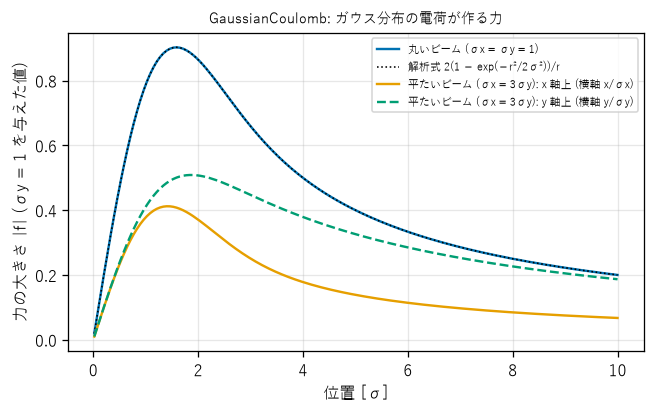 GaussianCoulomb: ガウス分布の電荷が作る力
丸いビーム (σx = σy = 1)
解析式 2(1 − exp(−r²/2σ²))/r
平たいビーム (σx = 3σy): x 軸上 (横軸 x/σx)
平たいビーム (σx = 3σy): y 軸上 (横軸 y/σy)
力の大きさ |f| (σy = 1 を与えた値)
0.8
0.6
0.4
0.2
0.0
0 2 4 6 8 10
位置 [σ]